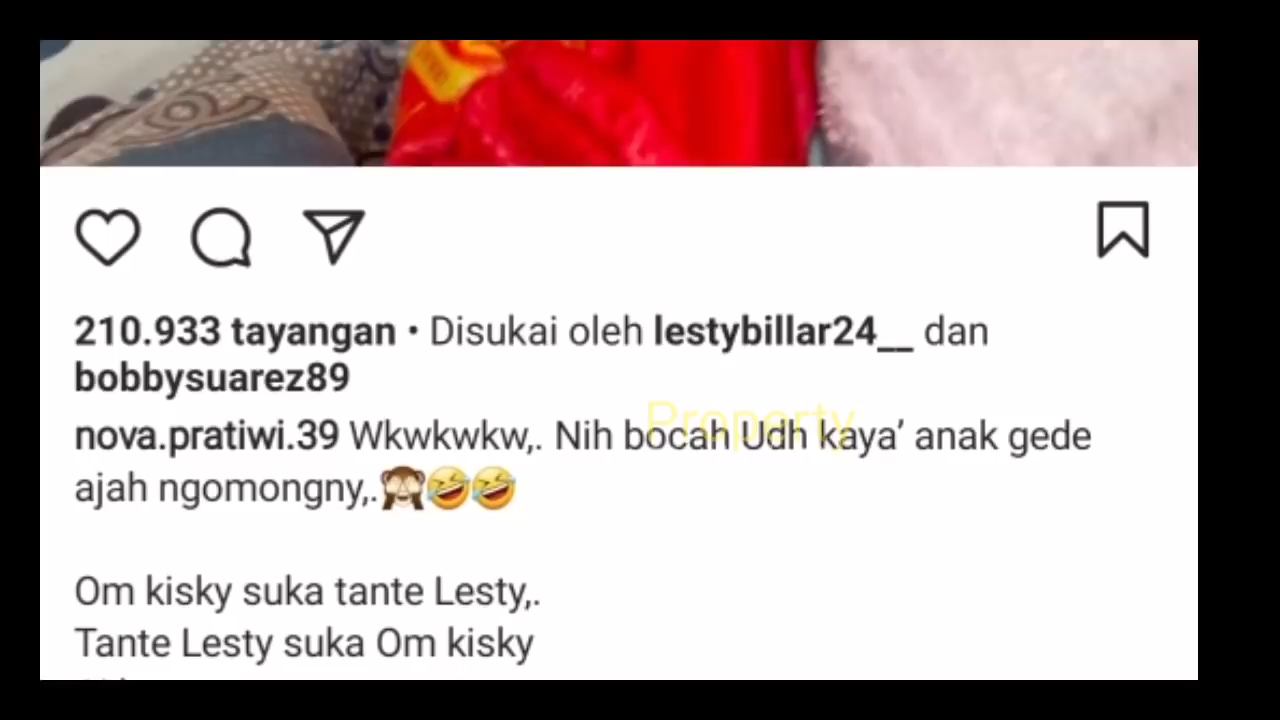 210.933 tayangan • Disukai oleh lestybillar24__ dan
bobbysuarez89
Property
nova.pratiwi.39 Wkwkwkw,. Nih bocah Udh kaya’ anak gede
ajah ngomongny,.🙈🤣🤣
Om kisky suka tante Lesty,.
Tante Lesty suka Om kisky